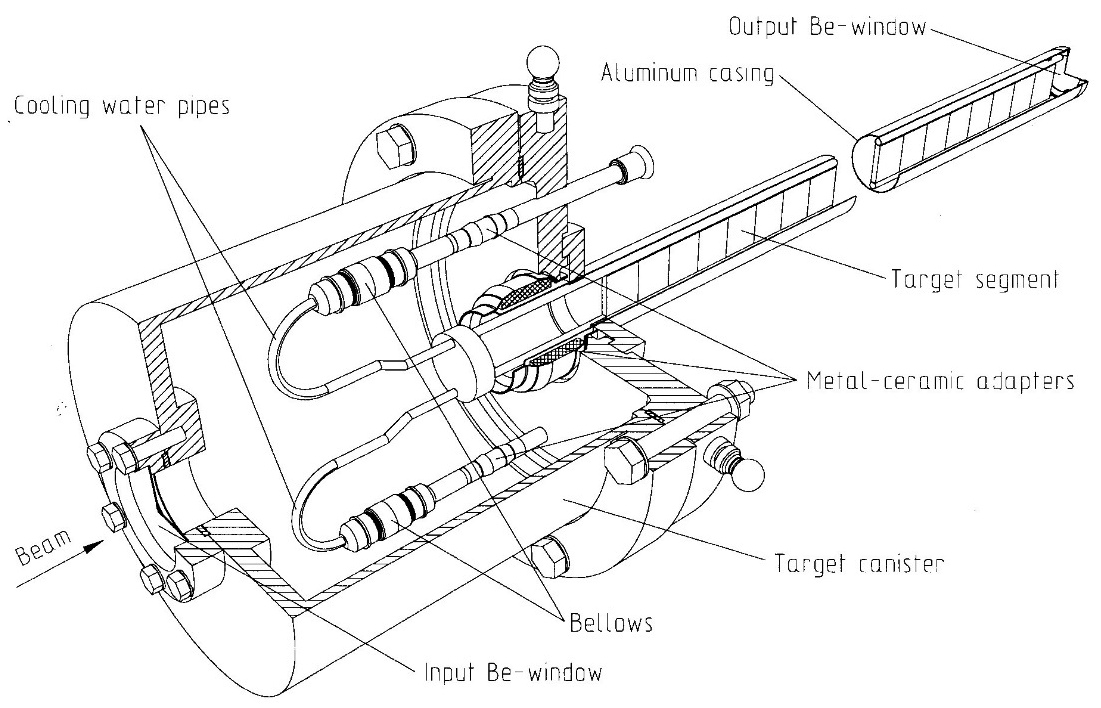 Output Be-window
Aluminum casing
Cooling water pipes
Target segment
Metal-ceramic adapters
Beam
Target canister
Bellows
Input Be-window